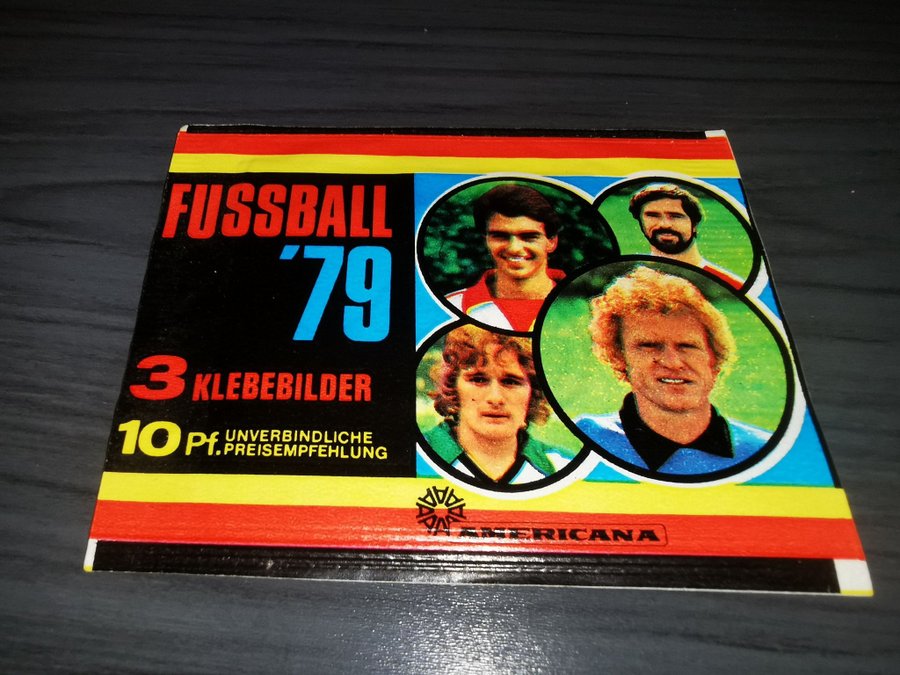 FUSSBALL
'79
3 KLEBEBILDER
10 Pf. UNVERBINDLICHE
PREISEMPFEHLUNG
AMERICANA